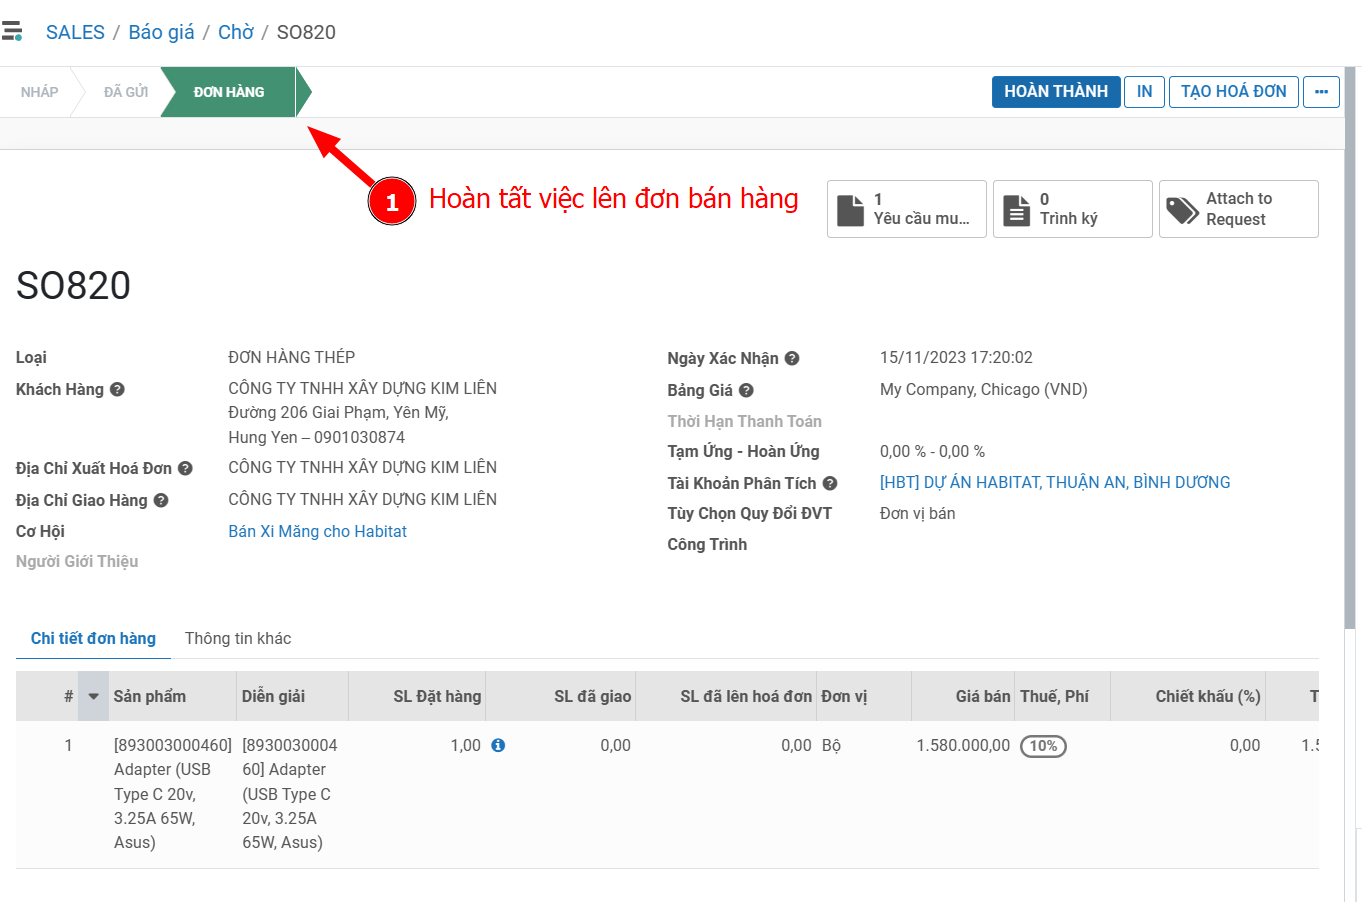 SALES / Báo giá / Chờ / SO820
NHÁP
ĐÃ GỬI
ĐƠN HÀNG
HOÀN THÀNH
IN
TẠO HOÁ ĐƠN
1 Hoàn tất việc lên đơn bán hàng
1
Yêu cầu mu...
0
Trình ký
Attach to
Request
SO820
Loại ĐƠN HÀNG THÉP
Khách Hàng CÔNG TY TNHH XÂY DỰNG KIM LIÊN
Đường 206 Giai Phạm, Yên Mỹ,
Hung Yen – 0901030874
Địa Chỉ Xuất Hoá Đơn CÔNG TY TNHH XÂY DỰNG KIM LIÊN
Địa Chỉ Giao Hàng CÔNG TY TNHH XÂY DỰNG KIM LIÊN
Cơ Hội Bán Xi Măng cho Habitat
Người Giới Thiệu
Ngày Xác Nhận 15/11/2023 17:20:02
Bảng Giá My Company, Chicago (VND)
Thời Hạn Thanh Toán
Tạm Ứng - Hoàn Ứng 0,00 % - 0,00 %
Tài Khoản Phân Tích [HBT] DỰ ÁN HABITAT, THUẬN AN, BÌNH DƯƠNG
Tùy Chọn Quy Đổi ĐVT Đơn vị bán
Công Trình
Chi tiết đơn hàng Thông tin khác
# Sản phẩm Diễn giải SL Đặt hàng SL đã giao SL đã lên hoá đơn Đơn vị Giá bán Thuế, Phí Chiết khấu (%) T
1 [893003000460] [8930030004 1,00 0,00 0,00 Bộ 1.580.000,00 10% 0,00 1.5
Adapter (USB 60] Adapter
Type C 20v, (USB Type C
3.25A 65W, 20v, 3.25A
Asus) 65W, Asus)